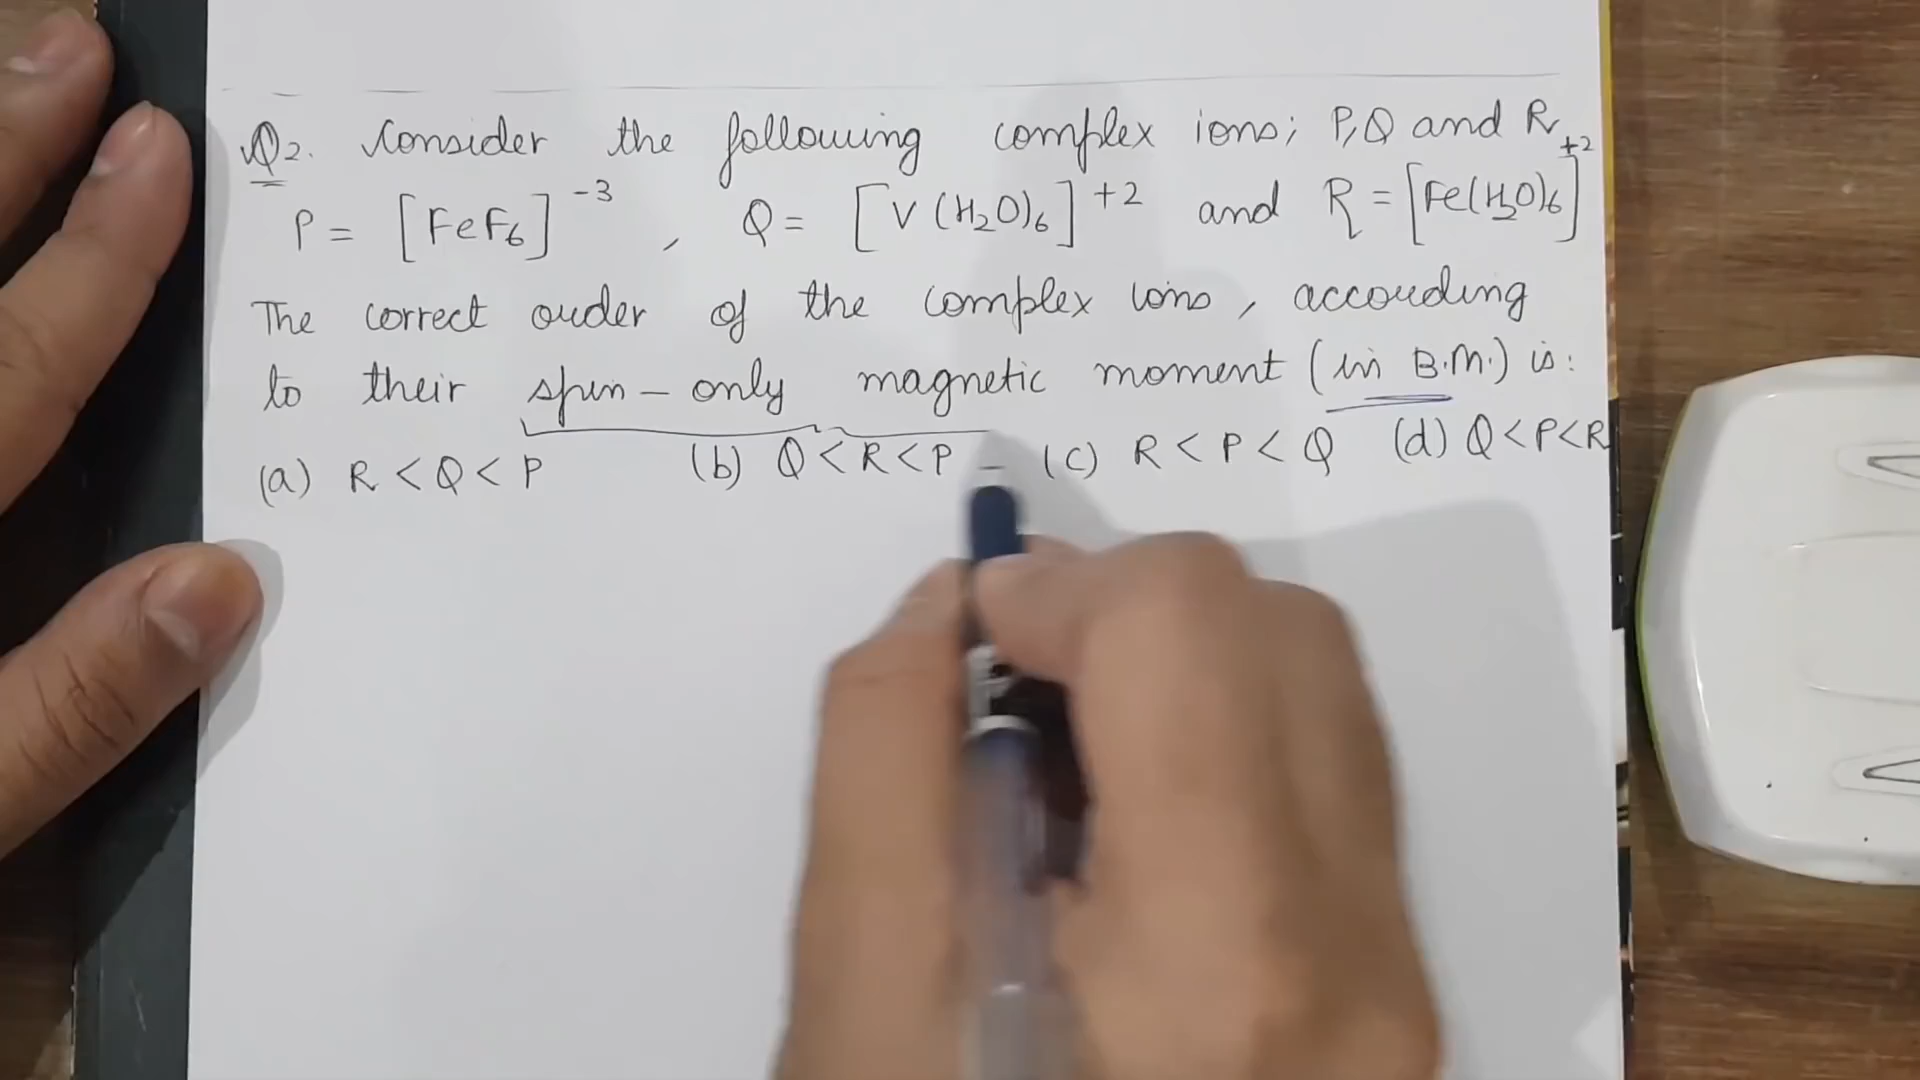 Q2. Consider the following complex ions; P, Q and R
P = [FeF6]^-3 , Q = [V(H2O)6]^+2 and R = [Fe(H2O)6]^+2
The correct order of the complex ions, according
to their spin-only magnetic moment (in B.M.) is:
(a) R < Q < P (b) Q < R < P (c) R < P < Q (d) Q < P < R